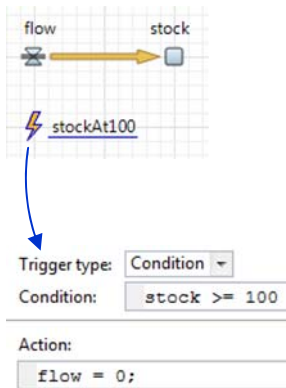 flow stock
stockAt100
Trigger type: Condition
Condition: stock >= 100
Action:
flow = 0;